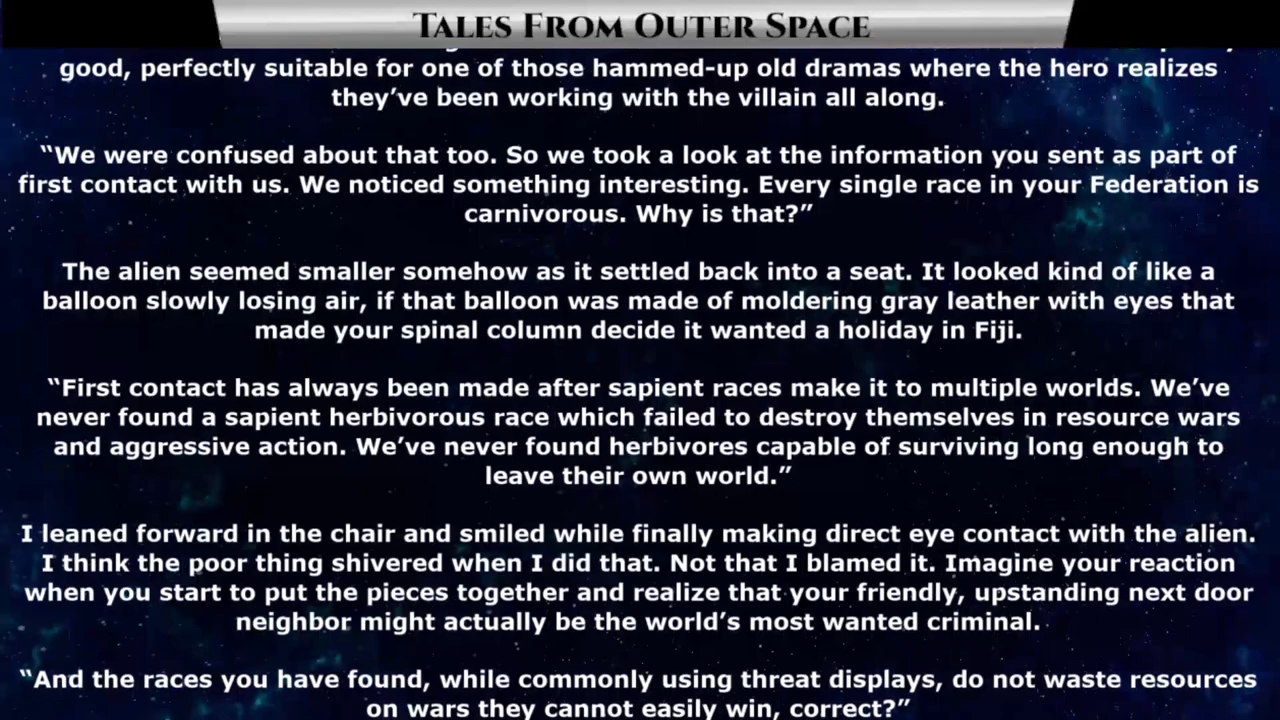 TALES FROM OUTER SPACE
good, perfectly suitable for one of those hammed-up old dramas where the hero realizes
they’ve been working with the villain all along.
“We were confused about that too. So we took a look at the information you sent as part of
first contact with us. We noticed something interesting. Every single race in your Federation is
carnivorous. Why is that?”
The alien seemed smaller somehow as it settled back into a seat. It looked kind of like a
balloon slowly losing air, if that balloon was made of moldering gray leather with eyes that
made your spinal column decide it wanted a holiday in Fiji.
“First contact has always been made after sapient races make it to multiple worlds. We’ve
never found a sapient herbivorous race which failed to destroy themselves in resource wars
and aggressive action. We’ve never found herbivores capable of surviving long enough to
leave their own world.”
I leaned forward in the chair and smiled while finally making direct eye contact with the alien.
I think the poor thing shivered when I did that. Not that I blamed it. Imagine your reaction
when you start to put the pieces together and realize that your friendly, upstanding next door
neighbor might actually be the world’s most wanted criminal.
“And the races you have found, while commonly using threat displays, do not waste resources
on wars they cannot easily win, correct?”